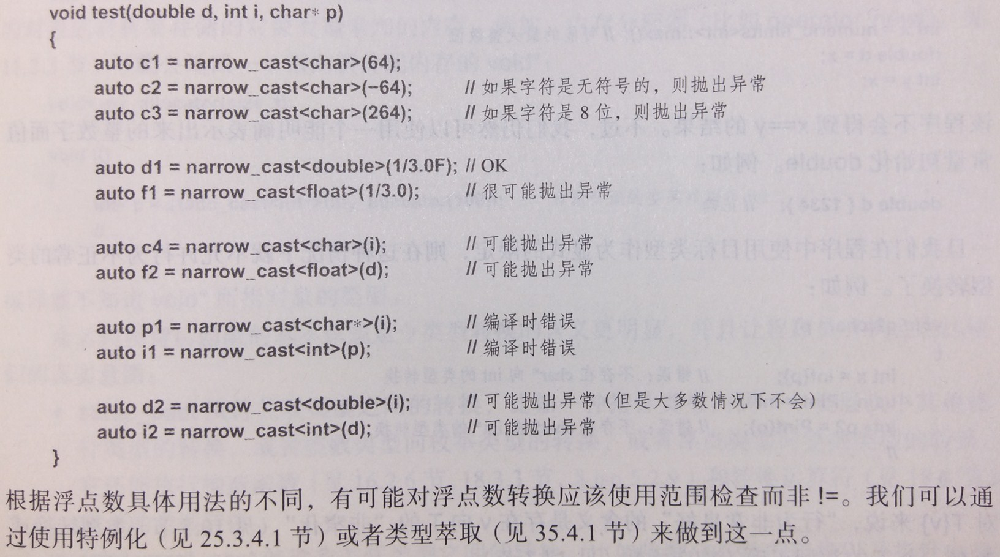 void test(double d, int i, char* p)
{
auto c1 = narrow_cast<char>(64);
auto c2 = narrow_cast<char>(−64); // 如果字符是无符号的，则抛出异常
auto c3 = narrow_cast<char>(264); // 如果字符是 8 位，则抛出异常
auto d1 = narrow_cast<double>(1/3.0F); // OK
auto f1 = narrow_cast<float>(1/3.0); // 很可能抛出异常
auto c4 = narrow_cast<char>(i); // 可能抛出异常
auto f2 = narrow_cast<float>(d); // 可能抛出异常
auto p1 = narrow_cast<char*>(i); // 编译时错误
auto i1 = narrow_cast<int>(p); // 编译时错误
auto d2 = narrow_cast<double>(i); // 可能抛出异常（但是大多数情况下不会）
auto i2 = narrow_cast<int>(d); // 可能抛出异常
}
根据浮点数具体用法的不同，有可能对浮点数转换应该使用范围检查而非 !=。我们可以通
过使用特例化（见 25.3.4.1 节）或者类型萃取（见 35.4.1 节）来做到这一点。